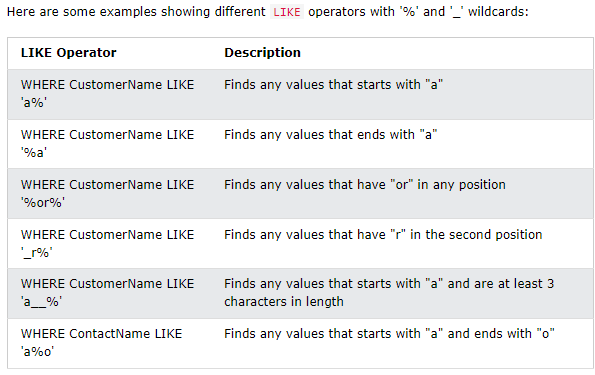 Here are some examples showing different LIKE operators with '%' and '_' wildcards:
LIKE Operator Description
WHERE CustomerName LIKE Finds any values that starts with "a"
'a%'
WHERE CustomerName LIKE Finds any values that ends with "a"
'%a'
WHERE CustomerName LIKE Finds any values that have "or" in any position
'%or%'
WHERE CustomerName LIKE Finds any values that have "r" in the second position
'_r%'
WHERE CustomerName LIKE Finds any values that starts with "a" and are at least 3
'a__%' characters in length
WHERE ContactName LIKE Finds any values that starts with "a" and ends with "o"
'a%o'